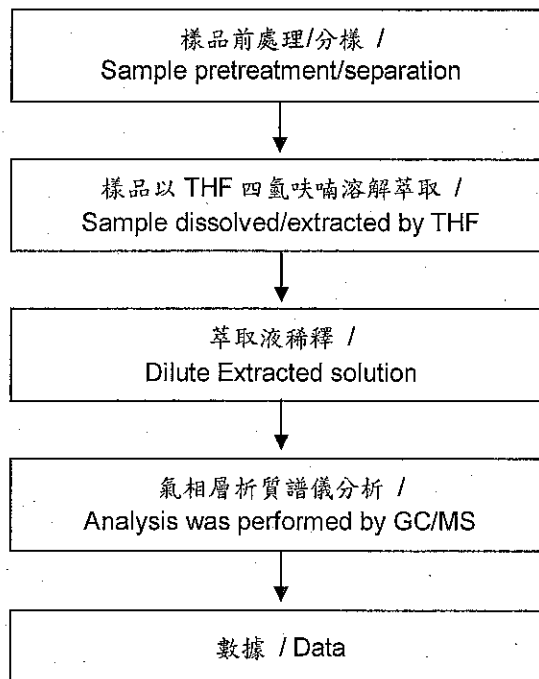 樣品前處理/分樣 /
Sample pretreatment/separation
樣品以 THF 四氫呋喃溶解萃取 /
Sample dissolved/extracted by THF
萃取液稀釋 /
Dilute Extracted solution
氣相層析質譜儀分析 /
Analysis was performed by GC/MS
數據 / Data